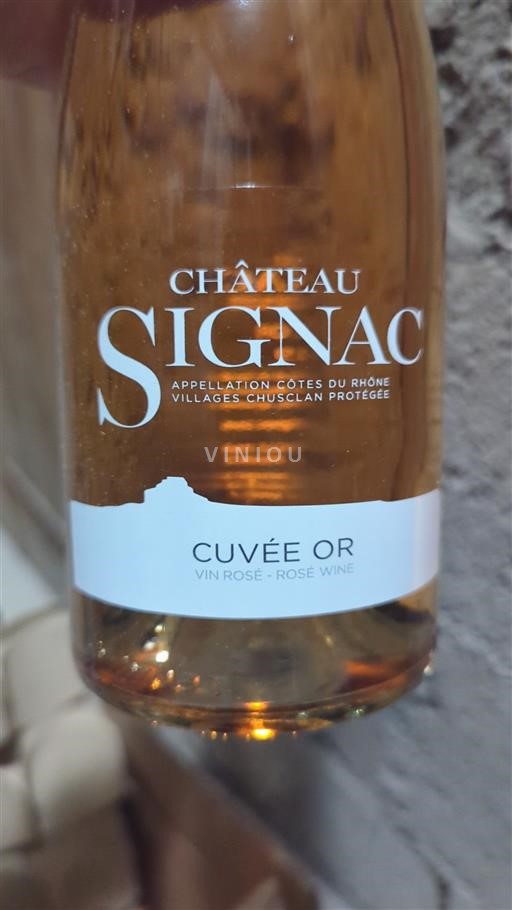 CHÂTEAU
SIGNAC
APPELLATION CÔTES DU RHÔNE
VILLAGES CHUSCLAN PROTÉGÉE
VINIOU
CUVÉE OR
VIN ROSÉ - ROSÉ WINE